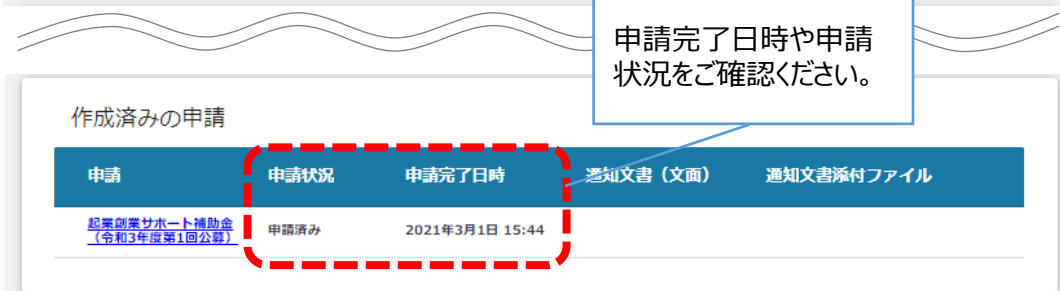 申請完了日時や申請
状況をご確認ください。
作成済みの申請
申請 申請状況 申請完了日時 通知文書（文面） 通知文書添付ファイル
起業創業サポート補助金
（令和3年度第1回公募）
申請済み 2021年3月1日 15:44